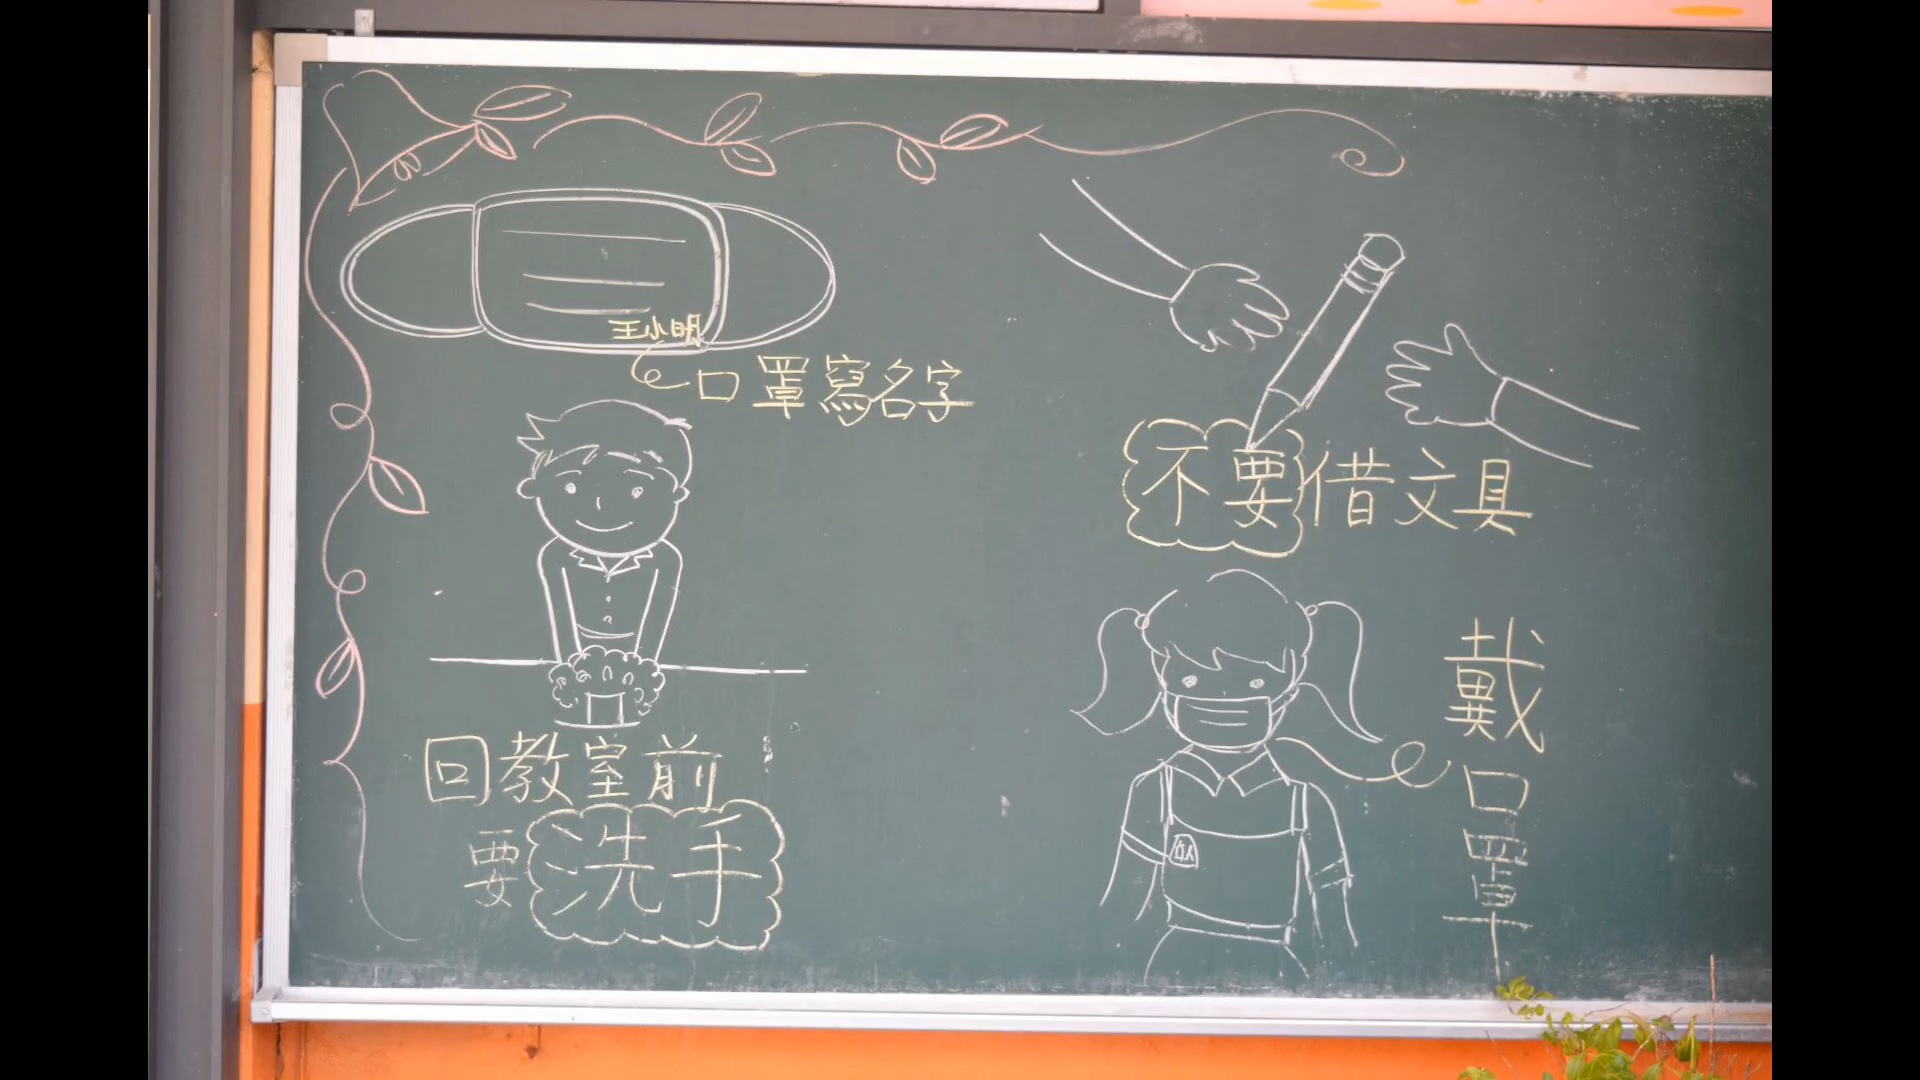 王小明
口罩寫名字
不要借文具
回教室前
要洗手
戴口罩